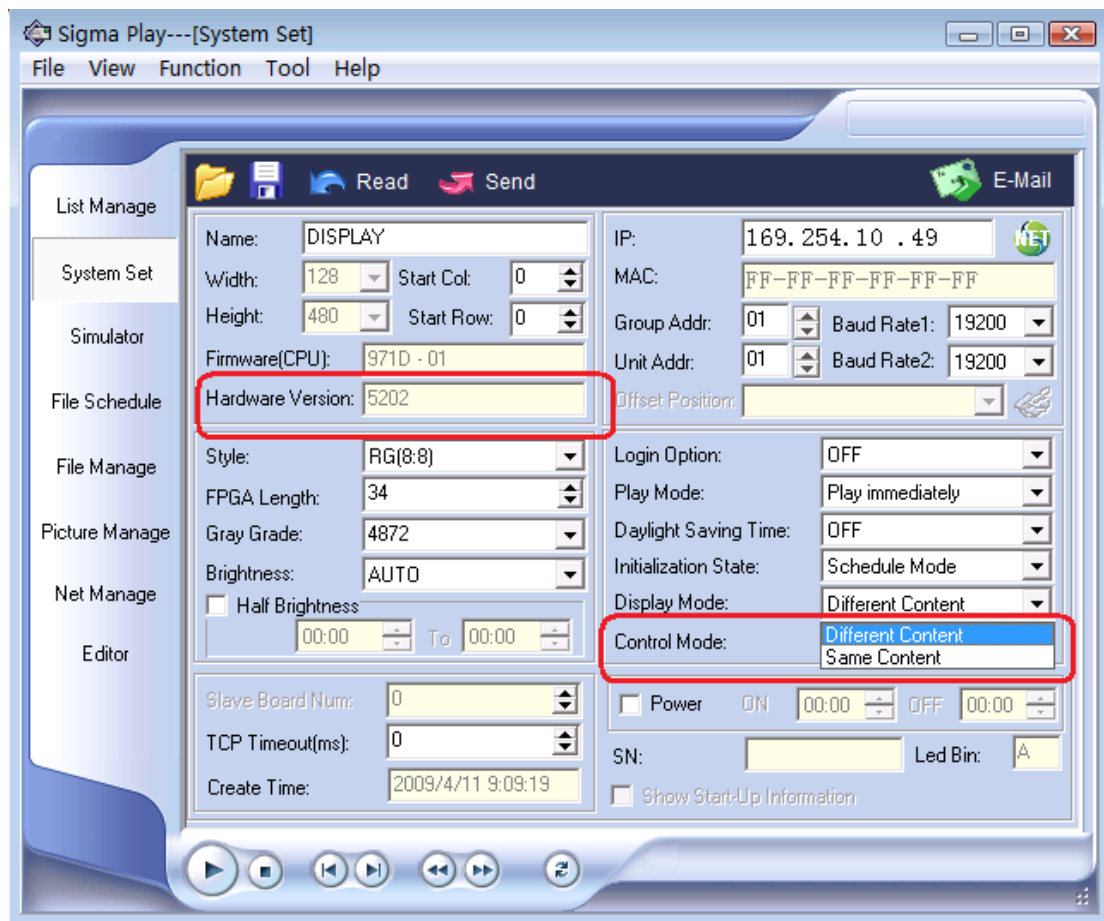 Sigma Play---[System Set]
File View Function Tool Help
Read Send E-Mail
List Manage
System Set
Simulator
File Schedule
File Manage
Picture Manage
Net Manage
Editor
Name: DISPLAY
Width: 128 Start Col: 0
Height: 480 Start Row: 0
Firmware(CPU): 971D - 01
Hardware Version: 5202
IP: 169.254.10 .49 NET
MAC: FF-FF-FF-FF-FF-FF
Group Addr: 01 Baud Rate1: 19200
Unit Addr: 01 Baud Rate2: 19200
Offset Position:
Style: RG(8:8)
FPGA Length: 34
Gray Grade: 4872
Brightness: AUTO
Half Brightness
00:00 To 00:00
Login Option: OFF
Play Mode: Play immediately
Daylight Saving Time: OFF
Initialization State: Schedule Mode
Display Mode: Different Content
Control Mode: Different Content
Same Content
Slave Board Num: 0
TCP Timeout(ms): 0
Create Time: 2009/4/11 9:09:19
Power ON 00:00 OFF 00:00
SN: Led Bin: A
Show Start-Up Information